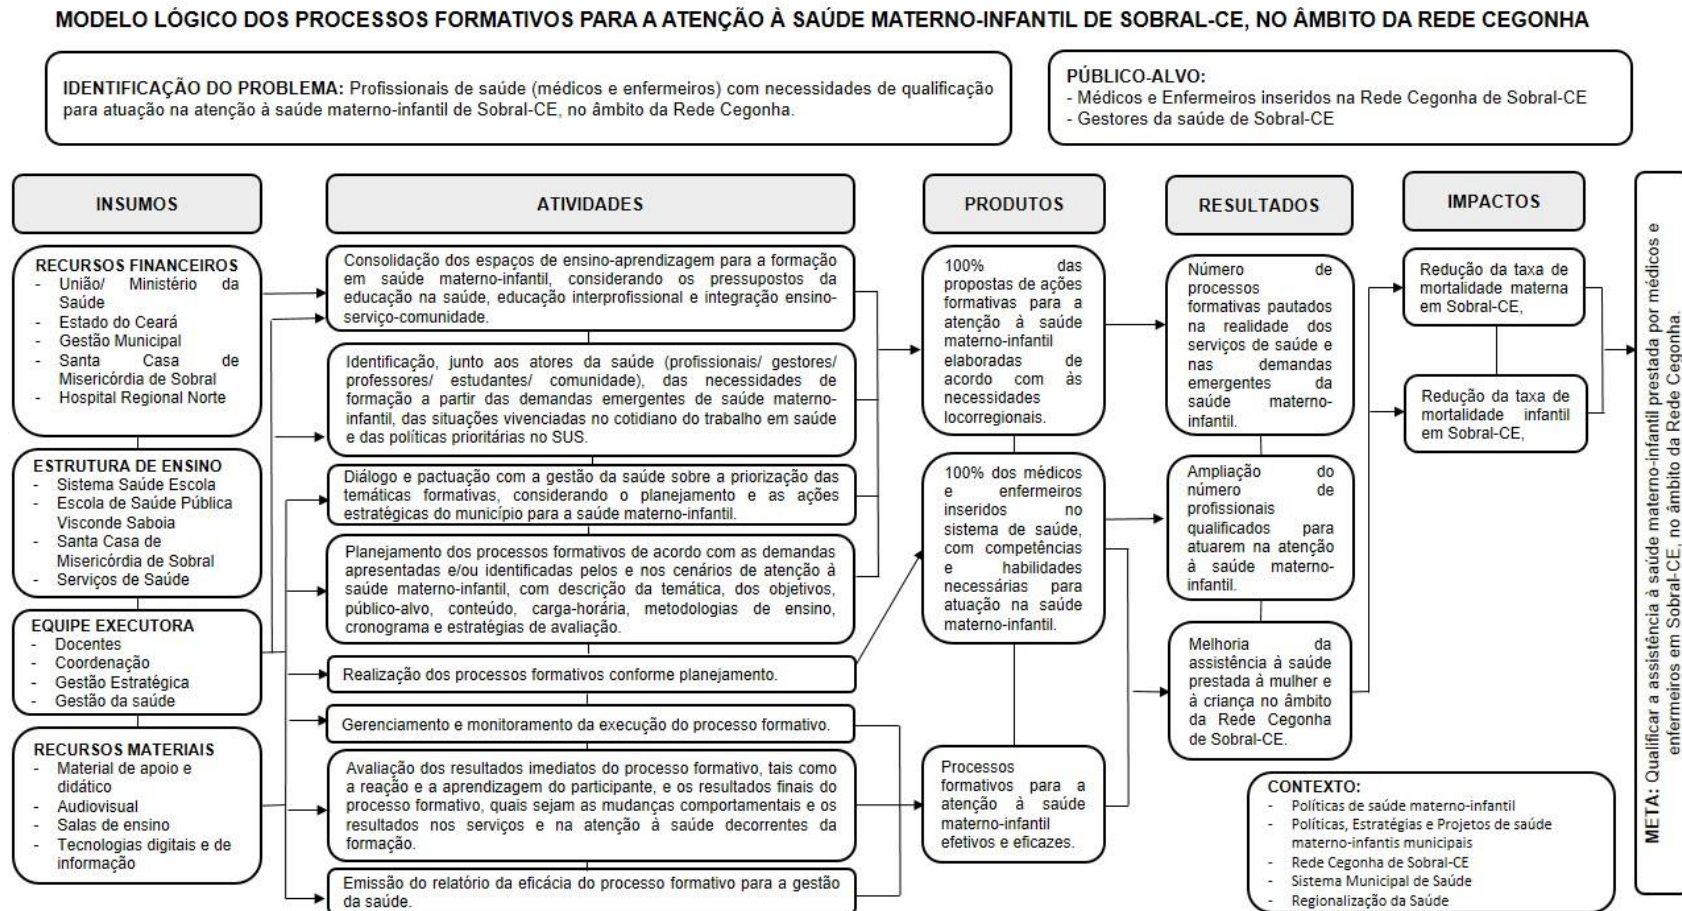 MODELO LÓGICO DOS PROCESSOS FORMATIVOS PARA A ATENÇÃO À SAÚDE MATERNO-INFANTIL DE SOBRAL-CE, NO ÂMBITO DA REDE CEGONHA
IDENTIFICAÇÃO DO PROBLEMA: Profissionais de saúde (médicos e enfermeiros) com necessidades de qualificação
para atuação na atenção à saúde materno-infantil de Sobral-CE, no âmbito da Rede Cegonha.
PÚBLICO-ALVO:
- Médicos e Enfermeiros inseridos na Rede Cegonha de Sobral-CE
- Gestores da saúde de Sobral-CE
INSUMOS
RECURSOS FINANCEIROS
- União/ Ministério da
Saúde
- Estado do Ceará
- Gestão Municipal
- Santa Casa de
Misericórdia de Sobral
- Hospital Regional Norte
ESTRUTURA DE ENSINO
- Sistema Saúde Escola
- Escola de Saúde Pública
Visconde Saboia
- Santa Casa de
Misericórdia de Sobral
- Serviços de Saúde
EQUIPE EXECUTORA
- Docentes
- Coordenação
- Gestão Estratégica
- Gestão da saúde
RECURSOS MATERIAIS
- Material de apoio e
didático
- Audiovisual
- Salas de ensino
- Tecnologias digitais e de
informação
ATIVIDADES
Consolidação dos espaços de ensino-aprendizagem para a formação
em saúde materno-infantil, considerando os pressupostos da
educação na saúde, educação interprofissional e integração ensino-
serviço-comunidade.
Identificação, junto aos atores da saúde (profissionais/ gestores/
professores/ estudantes/ comunidade), das necessidades de
formação a partir das demandas emergentes de saúde materno-
infantil, das situações vivenciadas no cotidiano do trabalho em saúde
e das políticas prioritárias no SUS.
Diálogo e pactuação com a gestão da saúde sobre a priorização das
temáticas formativas, considerando o planejamento e as ações
estratégicas do município para a saúde materno-infantil.
Planejamento dos processos formativos de acordo com as demandas
apresentadas e/ou identificadas pelos e nos cenários de atenção à
saúde materno-infantil, com descrição da temática, dos objetivos,
público-alvo, conteúdo, carga-horária, metodologias de ensino,
cronograma e estratégias de avaliação.
Realização dos processos formativos conforme planejamento.
Gerenciamento e monitoramento da execução do processo formativo.
Avaliação dos resultados imediatos do processo formativo, tais como
a reação e a aprendizagem do participante, e os resultados finais do
processo formativo, quais sejam as mudanças comportamentais e os
resultados nos serviços e na atenção à saúde decorrentes da
formação.
Emissão do relatório da eficácia do processo formativo para a gestão
da saúde.
PRODUTOS
100% das
propostas de ações
formativas para a
atenção à saúde
materno-infantil
elaboradas de
acordo com às
necessidades
locorregionais.
100% dos médicos
e enfermeiros
inseridos no
sistema de saúde,
com competências
e habilidades
necessárias para
atuação na saúde
materno-infantil.
Processos
formativos para a
atenção à saúde
materno-infantil
efetivos e eficazes.
RESULTADOS
Número de
processos
formativas pautados
na realidade dos
serviços de saúde e
nas demandas
emergentes da
saúde materno-
infantil.
Ampliação do
número de
profissionais
qualificados para
atuarem na atenção
à saúde materno-
infantil.
Melhoria da
assistência à saúde
prestada à mulher e
à criança no âmbito
da Rede Cegonha
de Sobral-CE.
IMPACTOS
Redução da taxa de
mortalidade materna
em Sobral-CE,
Redução da taxa de
mortalidade infantil
em Sobral-CE,
CONTEXTO:
- Políticas de saúde materno-infantil
- Políticas, Estratégias e Projetos de saúde
materno-infantis municipais
- Rede Cegonha de Sobral-CE
- Sistema Municipal de Saúde
- Regionalização da Saúde
META: Qualificar a assistência à saúde materno-infantil prestada por médicos e
enfermeiros em Sobral-CE, no âmbito da Rede Cegonha.